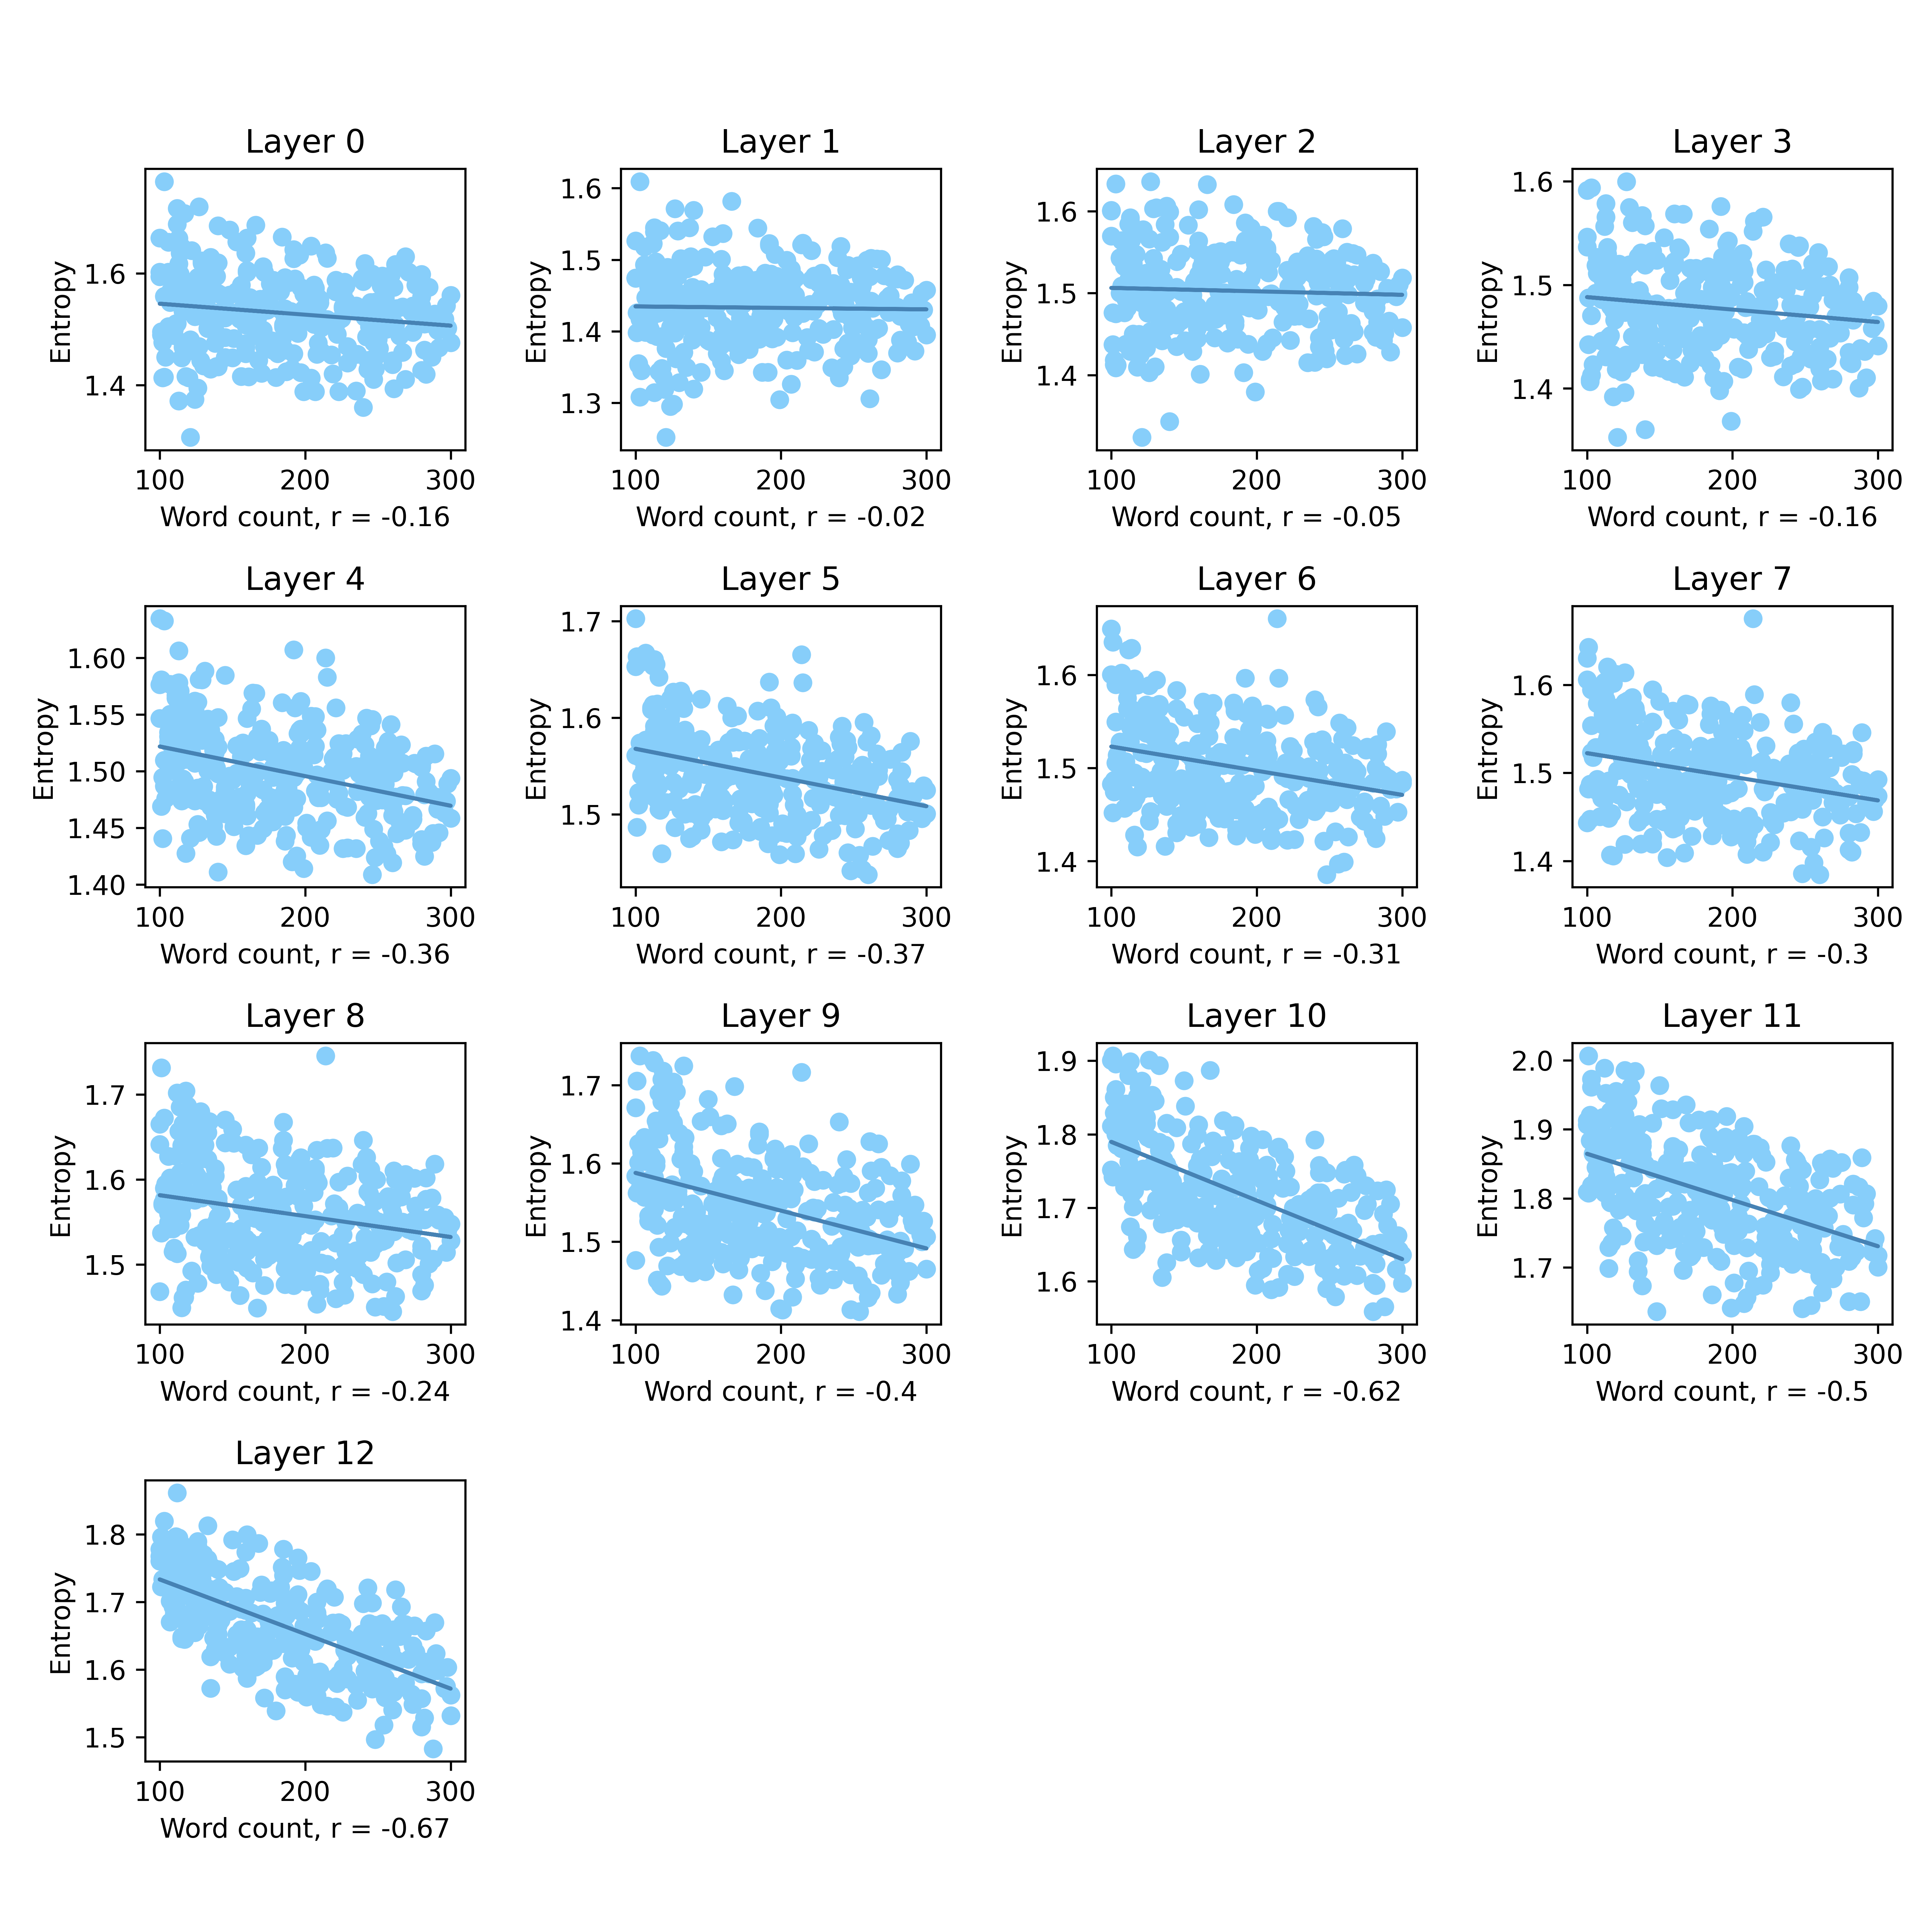 Layer 0
Entropy
1.6
1.4
100 200 300
Word count, r = -0.16
Layer 1
Entropy
1.6
1.5
1.4
1.3
100 200 300
Word count, r = -0.02
Layer 2
Entropy
1.6
1.5
1.4
100 200 300
Word count, r = -0.05
Layer 3
Entropy
1.6
1.5
1.4
100 200 300
Word count, r = -0.16
Layer 4
Entropy
1.60
1.55
1.50
1.45
1.40
100 200 300
Word count, r = -0.36
Layer 5
Entropy
1.7
1.6
1.5
100 200 300
Word count, r = -0.37
Layer 6
Entropy
1.6
1.5
1.4
100 200 300
Word count, r = -0.31
Layer 7
Entropy
1.6
1.5
1.4
100 200 300
Word count, r = -0.3
Layer 8
Entropy
1.7
1.6
1.5
100 200 300
Word count, r = -0.24
Layer 9
Entropy
1.7
1.6
1.5
1.4
100 200 300
Word count, r = -0.4
Layer 10
Entropy
1.9
1.8
1.7
1.6
100 200 300
Word count, r = -0.62
Layer 11
Entropy
2.0
1.9
1.8
1.7
100 200 300
Word count, r = -0.5
Layer 12
Entropy
1.8
1.7
1.6
1.5
100 200 300
Word count, r = -0.67